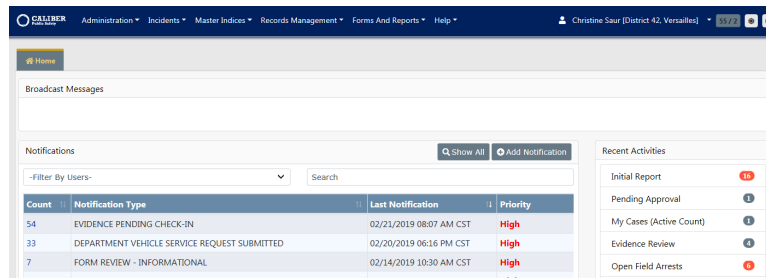 CALIBER
Public Safety
Administration Incidents Master Indices Records Management Forms And Reports Help Christine Saur [District 42, Versailles] 55 / 2
Home
Broadcast Messages
Notifications Show All Add Notification
-Filter By Users- Search
Count Notification Type Last Notification Priority
54 EVIDENCE PENDING CHECK-IN 02/21/2019 08:07 AM CST High
33 DEPARTMENT VEHICLE SERVICE REQUEST SUBMITTED 02/20/2019 06:16 PM CST High
7 FORM REVIEW - INFORMATIONAL 02/14/2019 10:30 AM CST High
Recent Activities
Initial Report 16
Pending Approval 1
My Cases (Active Count) 1
Evidence Review 4
Open Field Arrests 6